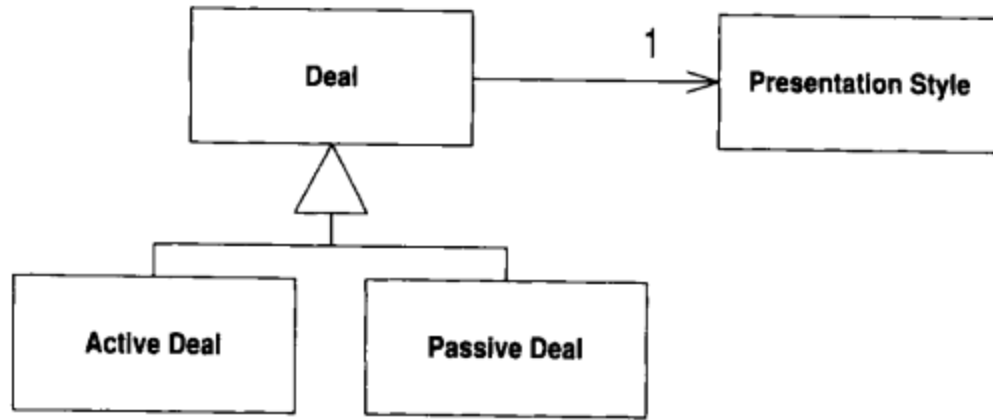 1
Deal
Presentation Style
Active Deal
Passive Deal